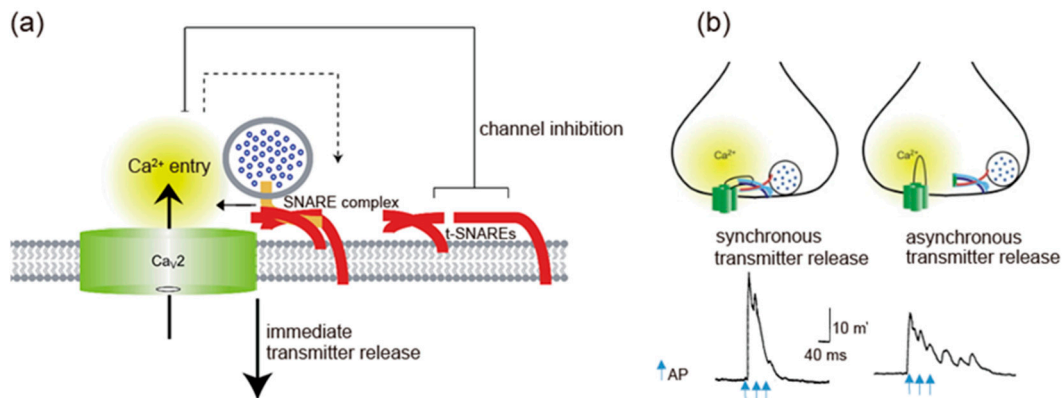 (a)
channel inhibition
Ca²⁺ entry
SNARE complex
t-SNAREs
Caᵥ2
immediate
transmitter release
(b)
Ca²⁺
Ca²⁺
synchronous
transmitter release
asynchronous
transmitter release
10 m'
40 ms
AP